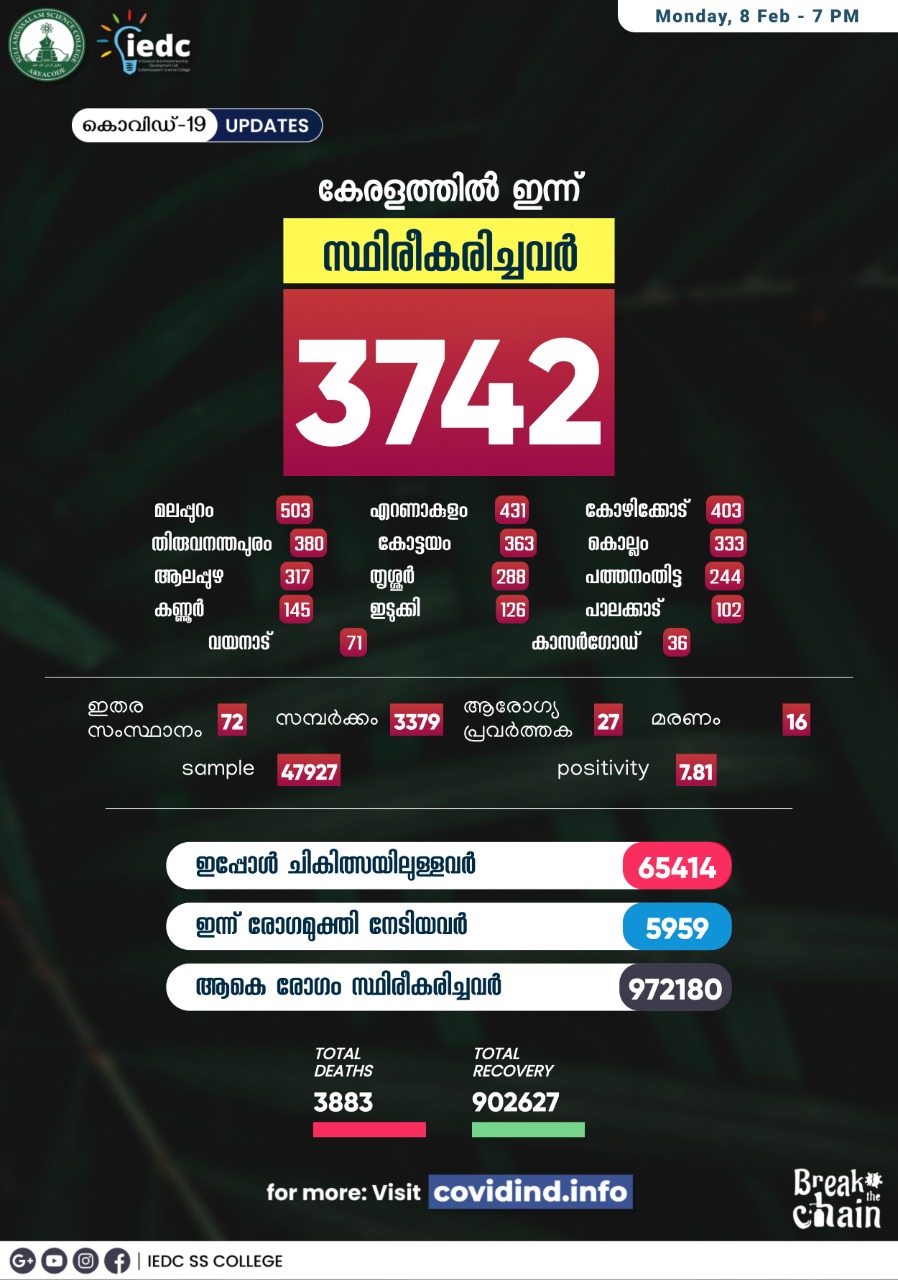 Monday, 8 Feb - 7 PM
SULLAMUSSALAM SCIENCE COLLEGE
AREACODE
iedc
കൊവിഡ്-19 UPDATES
കേരളത്തിൽ ഇന്ന്
സ്ഥിരീകരിച്ചവർ
3742
മലപ്പുറം 503 എറണാകുളം 431 കോഴിക്കോട് 403
തിരുവനന്തപുരം 380 കോട്ടയം 363 കൊല്ലം 333
ആലപ്പുഴ 317 തൃശ്ശൂർ 288 പത്തനംതിട്ട 244
കണ്ണൂർ 145 ഇടുക്കി 126 പാലക്കാട് 102
വയനാട് 71 കാസർഗോഡ് 36
ഇതര സംസ്ഥാനം 72 സമ്പർക്കം 3379 ആരോഗ്യ പ്രവർത്തക 27 മരണം 16
sample 47927 positivity 7.81
ഇപ്പോൾ ചികിത്സയിലുള്ളവർ 65414
ഇന്ന് രോഗമുക്തി നേടിയവർ 5959
ആകെ രോഗം സ്ഥിരീകരിച്ചവർ 972180
TOTAL DEATHS
3883
TOTAL RECOVERY
902627
for more: Visit covidind.info
Break the chain
G+ f | IEDC SS COLLEGE